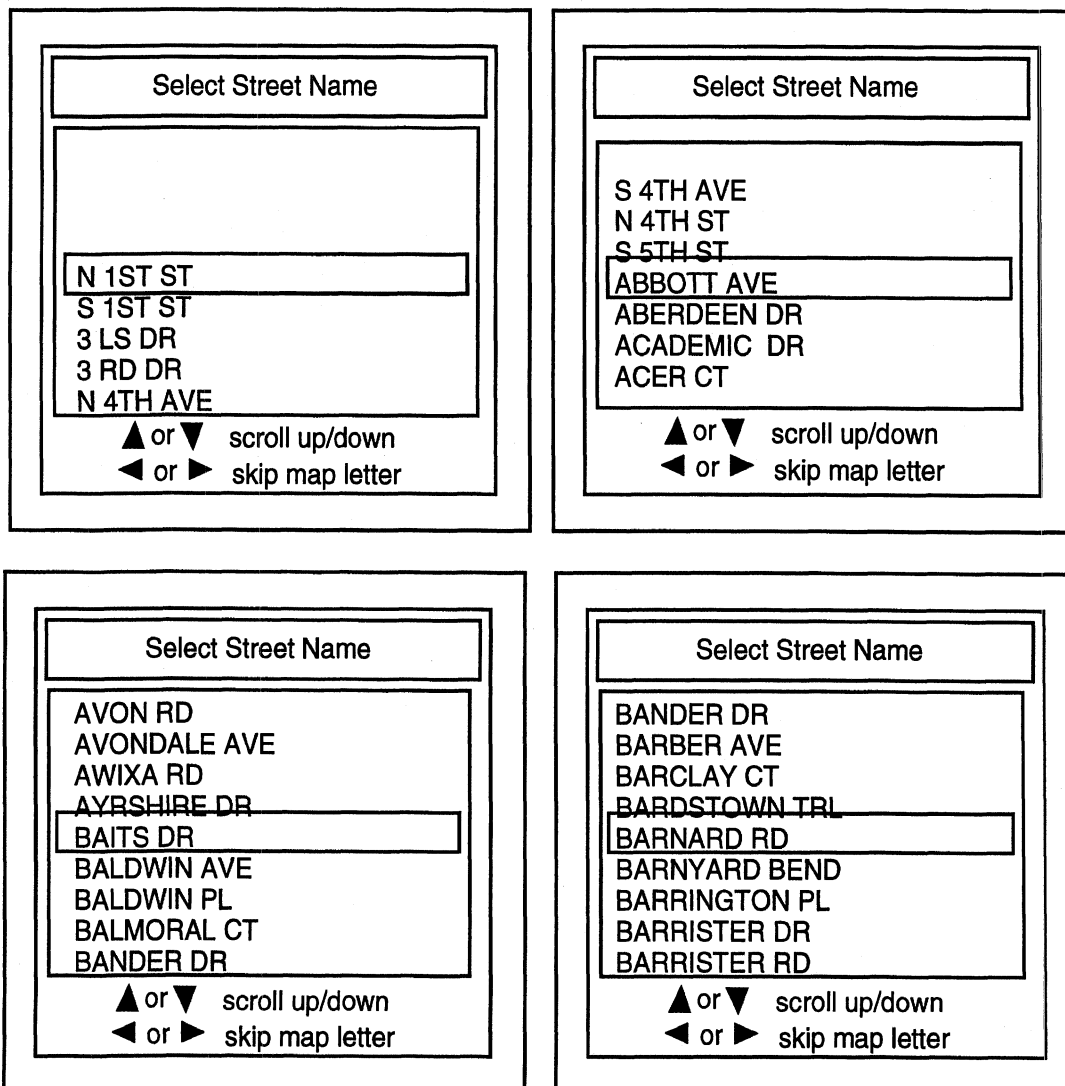 Select Street Name
N 1ST ST
S 1ST ST
3 LS DR
3 RD DR
N 4TH AVE
▲ or ▼ scroll up/down
◀ or ▶ skip map letter
Select Street Name
S 4TH AVE
N 4TH ST
S 5TH ST
ABBOTT AVE
ABERDEEN DR
ACADEMIC DR
ACER CT
▲ or ▼ scroll up/down
◀ or ▶ skip map letter
Select Street Name
AVON RD
AVONDALE AVE
AWIXA RD
AYRSHIRE DR
BAITS DR
BALDWIN AVE
BALDWIN PL
BALMORAL CT
BANDER DR
▲ or ▼ scroll up/down
◀ or ▶ skip map letter
Select Street Name
BANDER DR
BARBER AVE
BARCLAY CT
BARDSTOWN TRL
BARNARD RD
BARNYARD BEND
BARRINGTON PL
BARRISTER DR
BARRISTER RD
▲ or ▼ scroll up/down
◀ or ▶ skip map letter